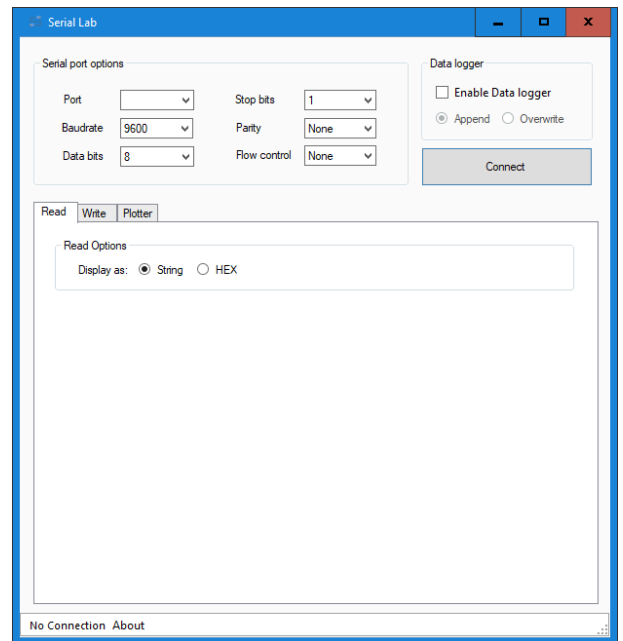 Serial Lab
Serial port options
Port
Stop bits 1
Baudrate 9600
Parity None
Data bits 8
Flow control None
Data logger
Enable Data logger
Append Overwrite
Connect
Read Write Plotter
Read Options
Display as: String HEX
No Connection About